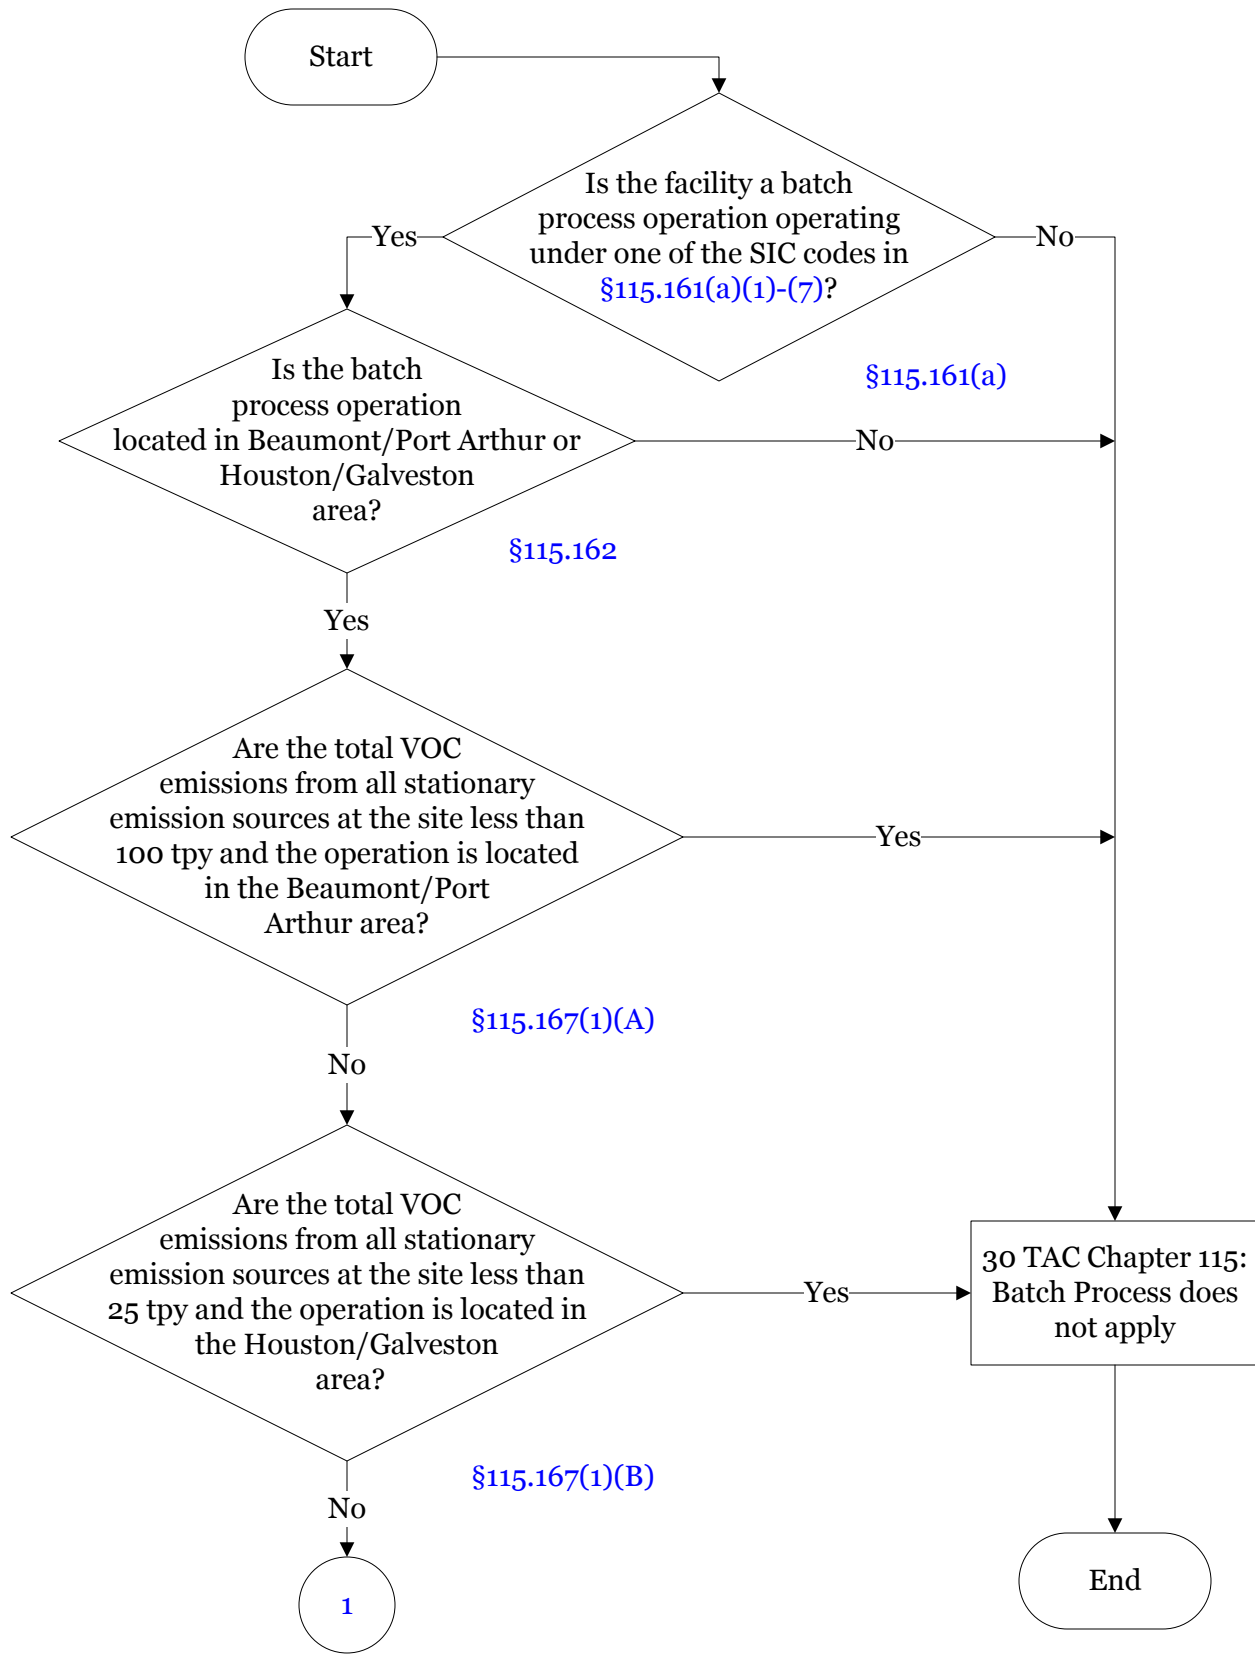 Start
Is the facility a batch
process operation operating
under one of the SIC codes in
§115.161(a)(1)-(7)?
Yes
No
§115.161(a)
Is the batch
process operation
located in Beaumont/Port Arthur or
Houston/Galveston
area?
No
§115.162
Yes
Are the total VOC
emissions from all stationary
emission sources at the site less than
100 tpy and the operation is located
in the Beaumont/Port
Arthur area?
Yes
§115.167(1)(A)
No
Are the total VOC
emissions from all stationary
emission sources at the site less than
25 tpy and the operation is located in
the Houston/Galveston
area?
Yes
30 TAC Chapter 115:
Batch Process does
not apply
§115.167(1)(B)
No
1
End